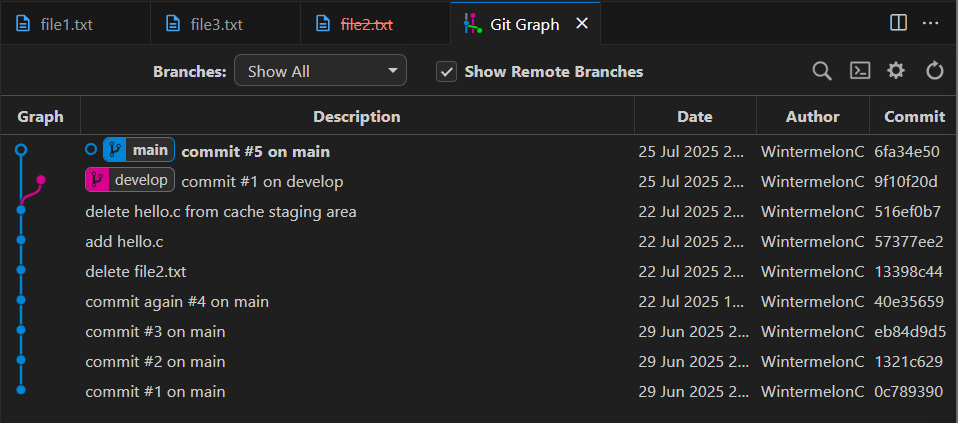 file1.txt file3.txt file2.txt Git Graph
Branches: Show All Show Remote Branches
Graph Description Date Author Commit
main commit #5 on main 25 Jul 2025 2... WintermelonC 6fa34e50
develop commit #1 on develop 25 Jul 2025 2... WintermelonC 9f10f20d
delete hello.c from cache staging area 22 Jul 2025 2... WintermelonC 516ef0b7
add hello.c 22 Jul 2025 2... WintermelonC 57377ee2
delete file2.txt 22 Jul 2025 2... WintermelonC 13398c44
commit again #4 on main 22 Jul 2025 1... WintermelonC 40e35659
commit #3 on main 29 Jun 2025 2... WintermelonC eb84d9d5
commit #2 on main 29 Jun 2025 2... WintermelonC 1321c629
commit #1 on main 29 Jun 2025 2... WintermelonC 0c789390